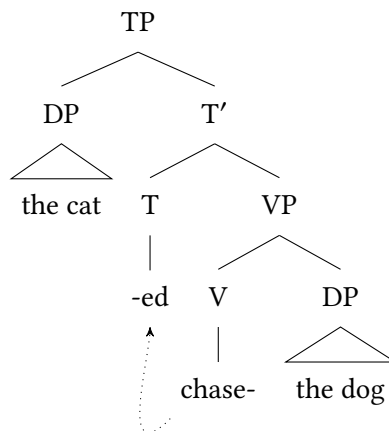 TP
DP T′
the cat T VP
-ed V DP
chase- the dog